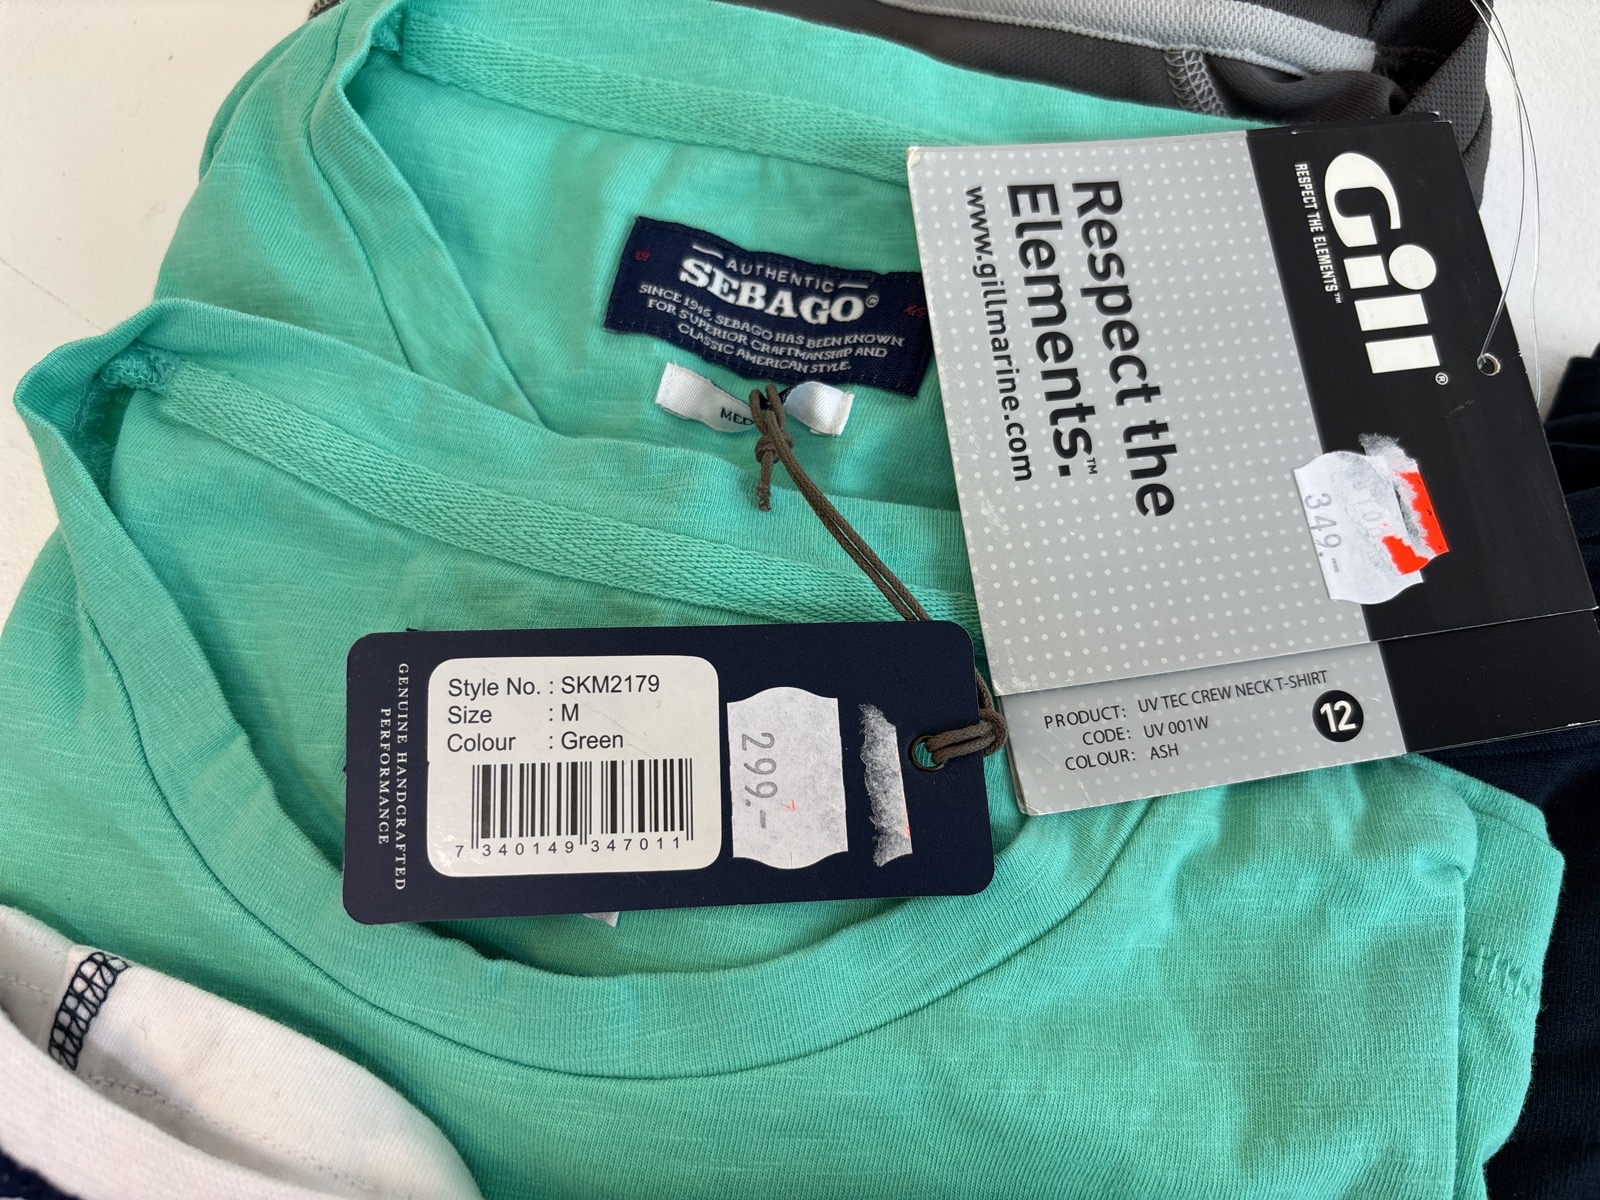 AUTHENTIC
SEBAGO®
SINCE 1946, SEBAGO HAS BEEN KNOWN
FOR SUPERIOR CRAFTMANSHIP AND
CLASSIC AMERICAN STYLE.
Gill®
RESPECT THE ELEMENTS™
Respect the
Elements.™
www.gillmarine.com
349.-
PRODUCT: UV TEC CREW NECK T-SHIRT
CODE: UV 001W
COLOUR: ASH
12
GENUINE HANDCRAFTED
PERFORMANCE
Style No. : SKM2179
Size : M
Colour : Green
7 340149 347011
299.-